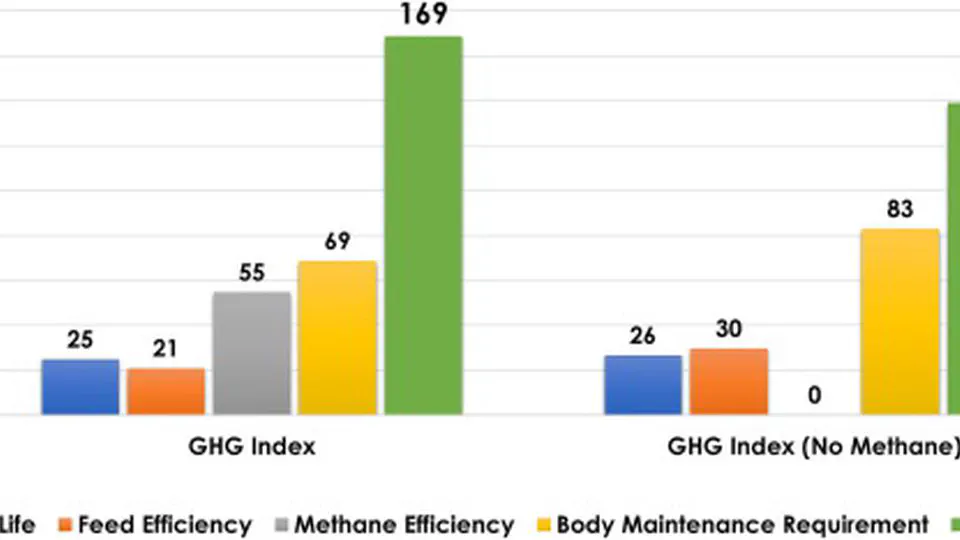 169
83
69
55
25
21
26
30
0
GHG Index
GHG Index (No Methane)
Life
Feed Efficiency
Methane Efficiency
Body Maintenance Requirement